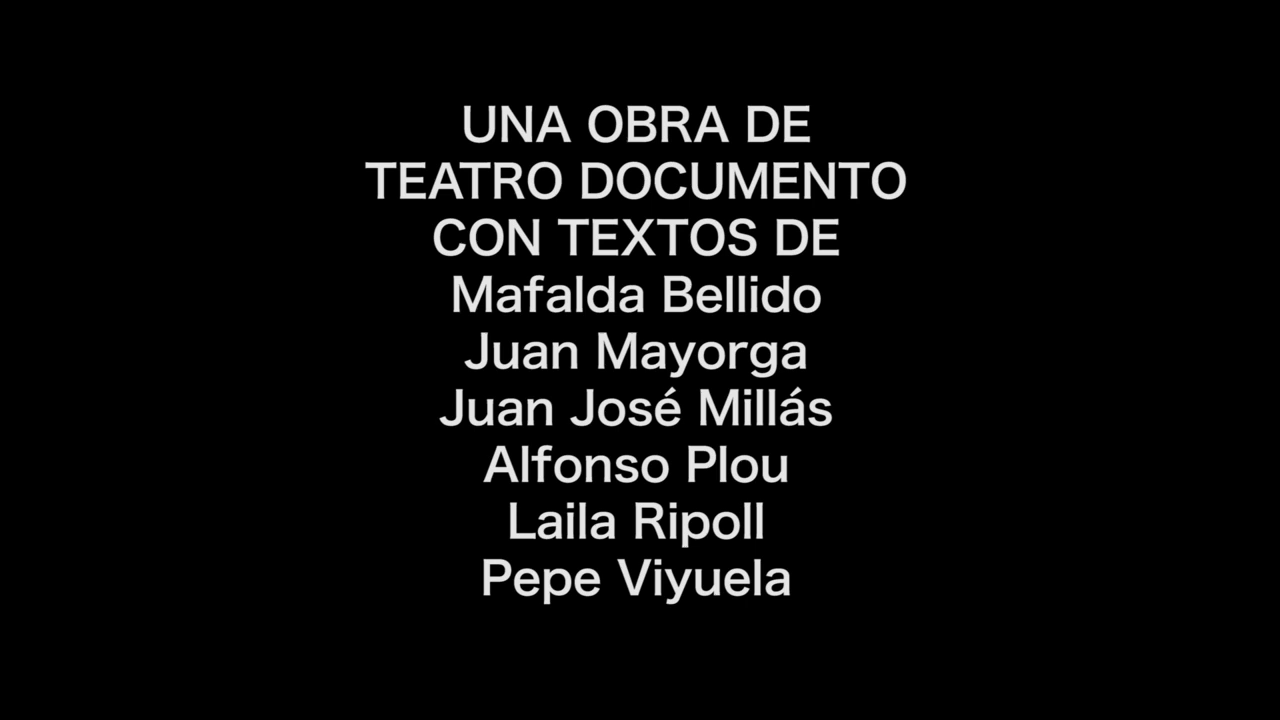 UNA OBRA DE
TEATRO DOCUMENTO
CON TEXTOS DE
Mafalda Bellido
Juan Mayorga
Juan José Millás
Alfonso Plou
Laila Ripoll
Pepe Viyuela